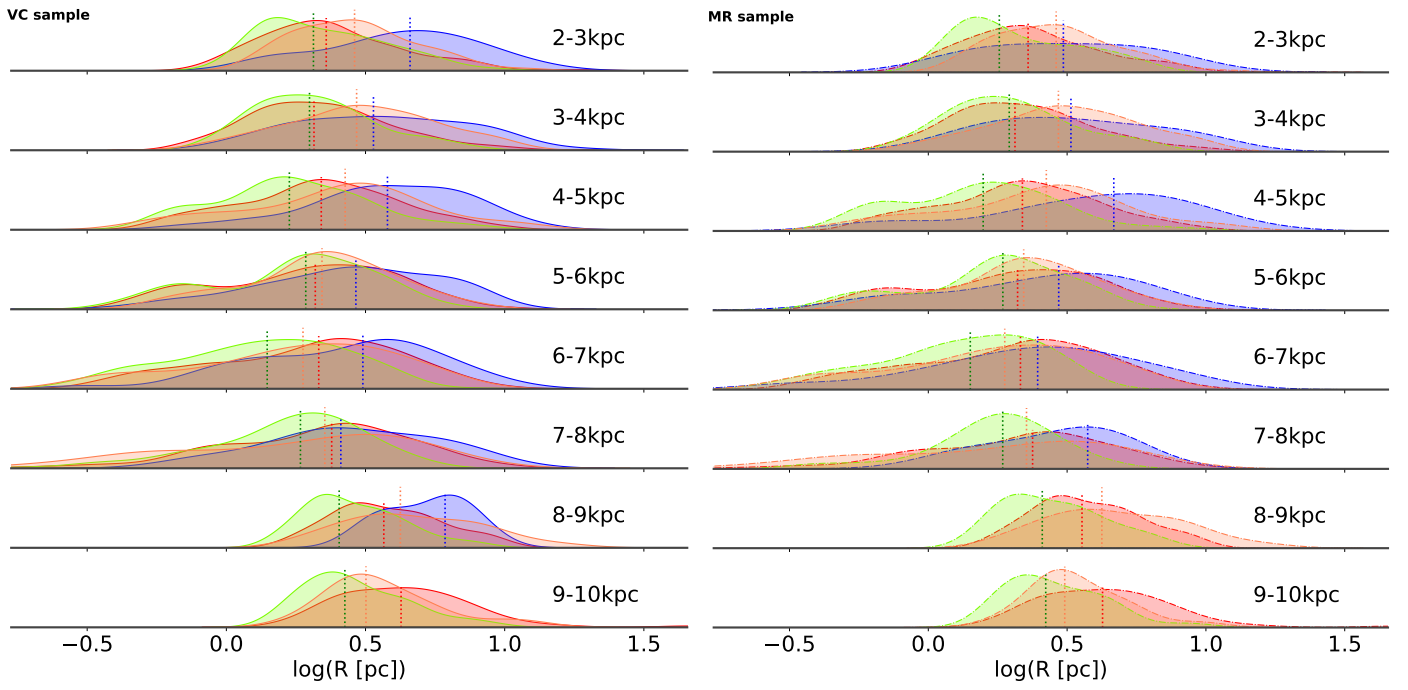 VC sample
2-3kpc
3-4kpc
4-5kpc
5-6kpc
6-7kpc
7-8kpc
8-9kpc
9-10kpc
−0.5 0.0 0.5 1.0 1.5
log(R [pc])
MR sample
2-3kpc
3-4kpc
4-5kpc
5-6kpc
6-7kpc
7-8kpc
8-9kpc
9-10kpc
−0.5 0.0 0.5 1.0 1.5
log(R [pc])